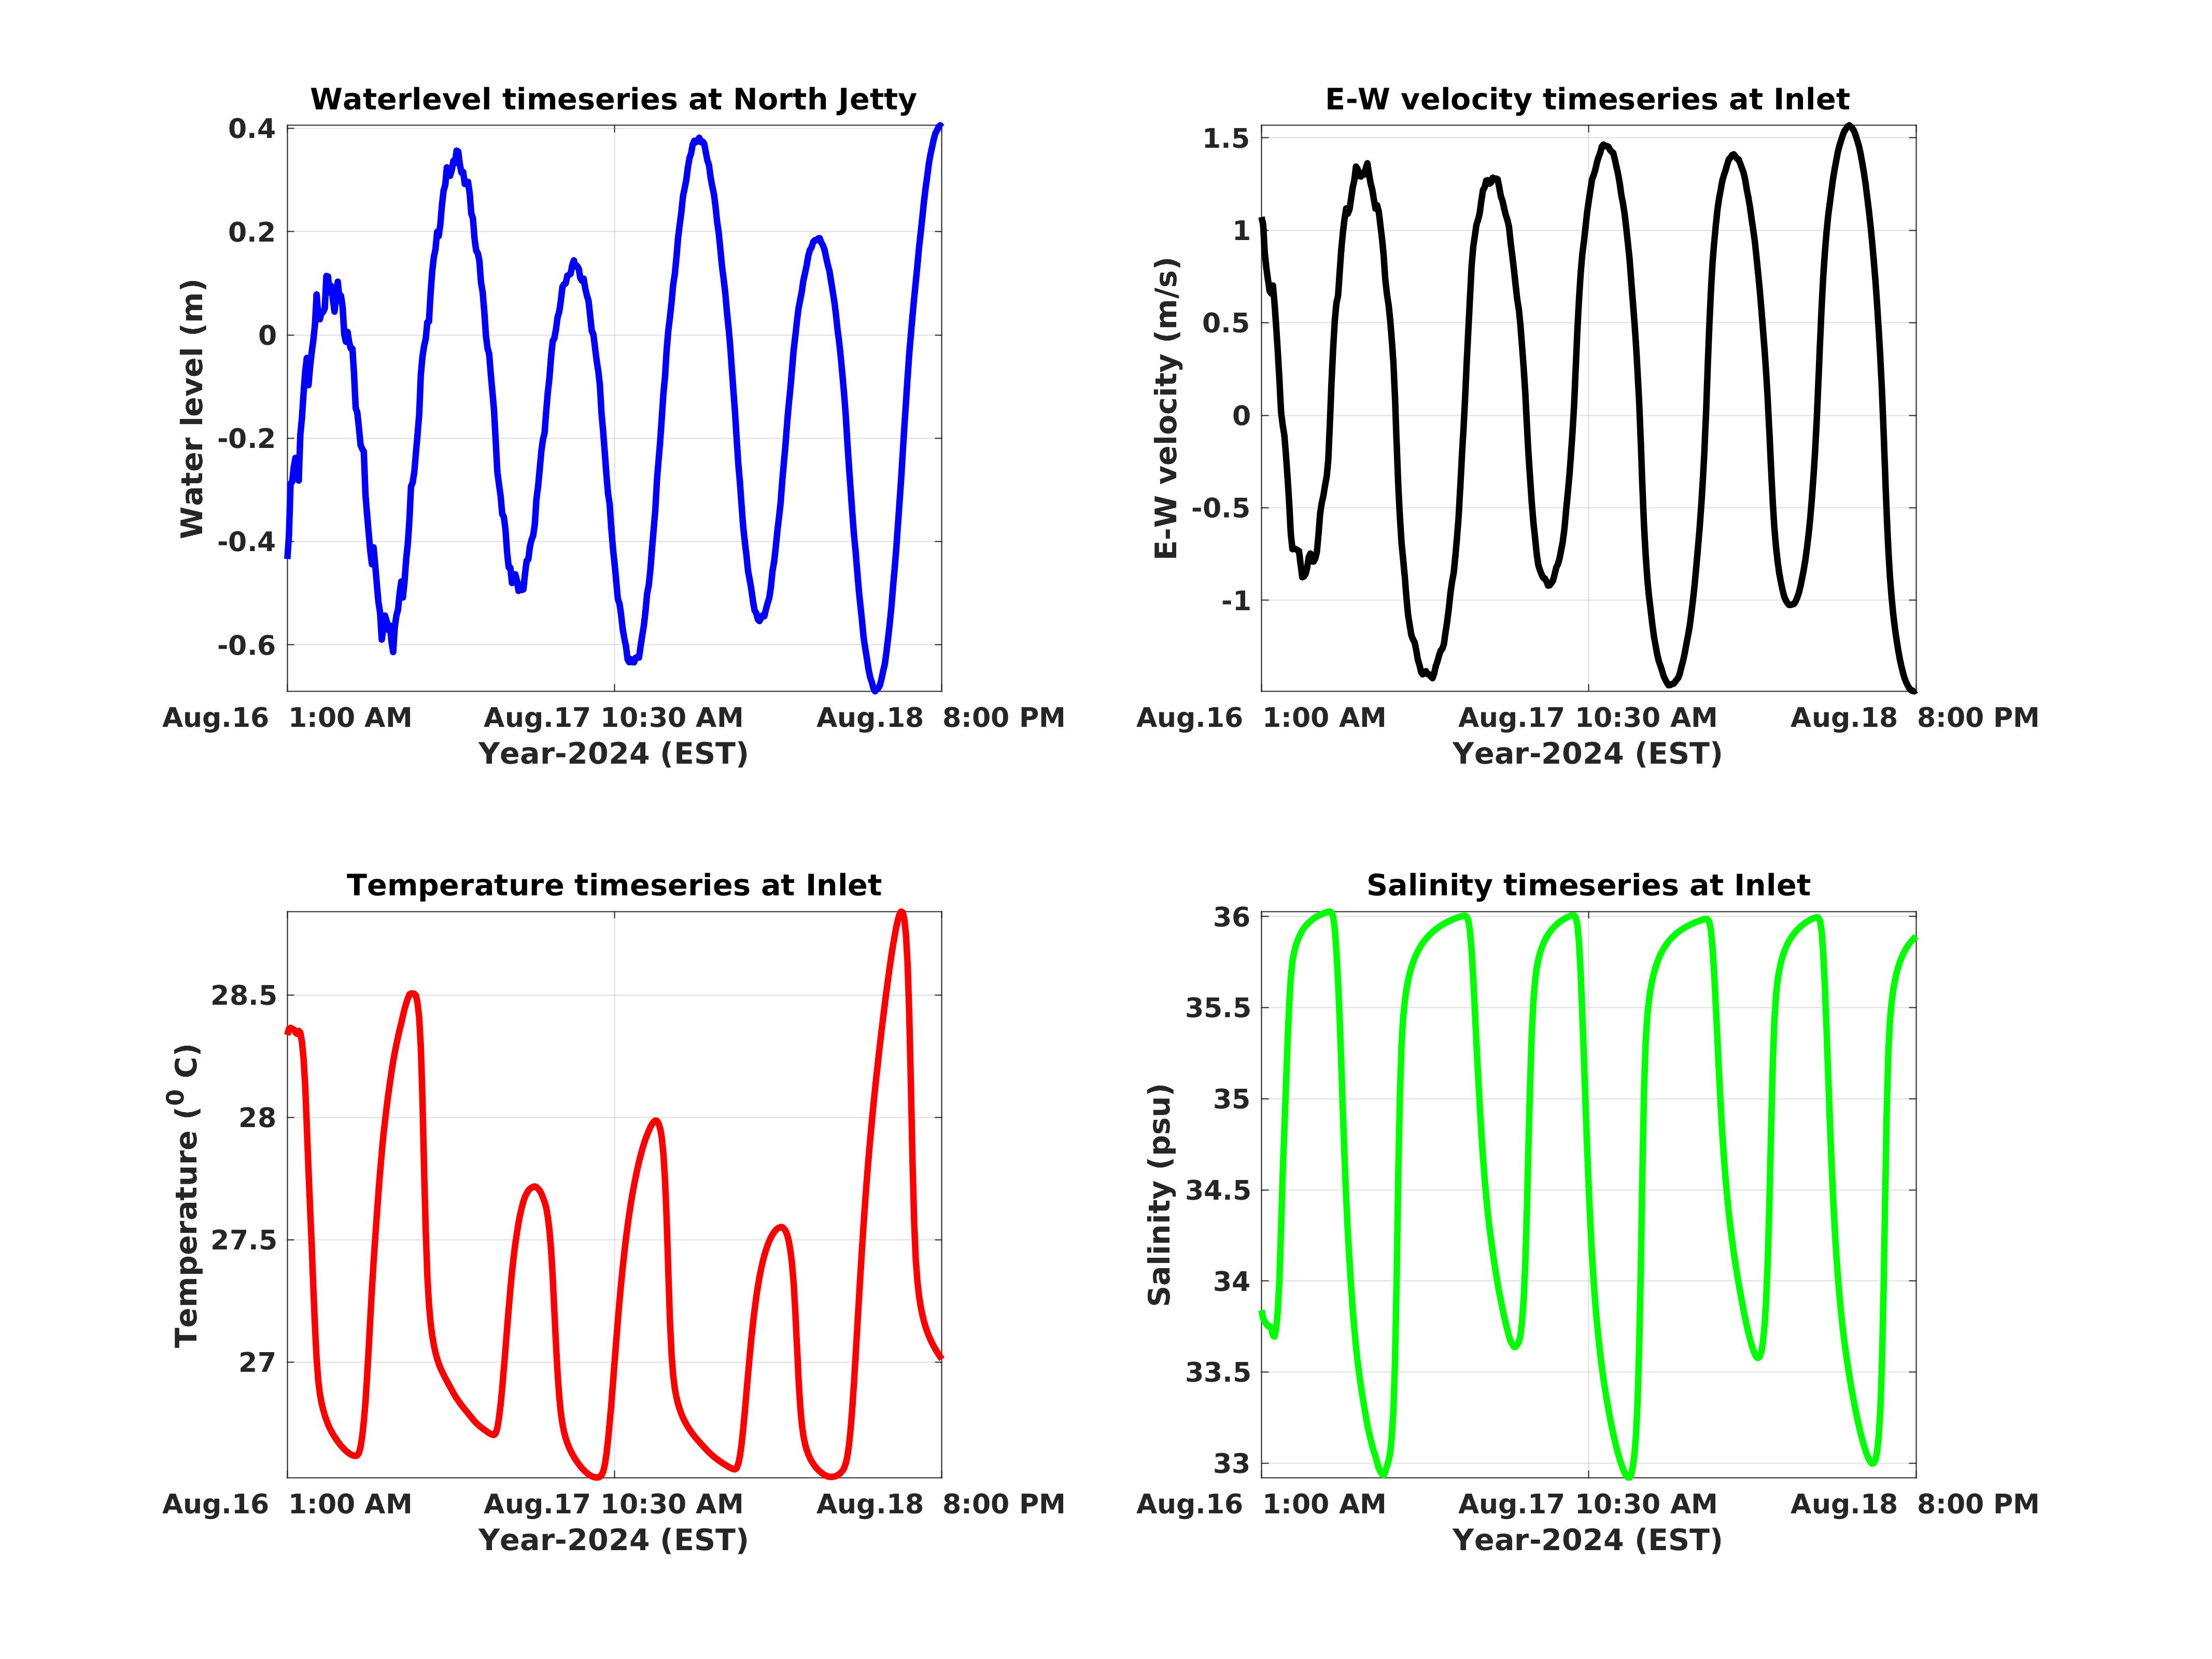 Waterlevel timeseries at North Jetty
0.4
0.2
0
-0.2
-0.4
-0.6
Water level (m)
Aug.16 1:00 AM
Aug.17 10:30 AM
Aug.18 8:00 PM
Year-2024 (EST)
E-W velocity timeseries at Inlet
1.5
1
0.5
0
-0.5
-1
E-W velocity (m/s)
Aug.16 1:00 AM
Aug.17 10:30 AM
Aug.18 8:00 PM
Year-2024 (EST)
Temperature timeseries at Inlet
28.5
28
27.5
27
Temperature (⁰ C)
Aug.16 1:00 AM
Aug.17 10:30 AM
Aug.18 8:00 PM
Year-2024 (EST)
Salinity timeseries at Inlet
36
35.5
35
34.5
34
33.5
33
Salinity (psu)
Aug.16 1:00 AM
Aug.17 10:30 AM
Aug.18 8:00 PM
Year-2024 (EST)